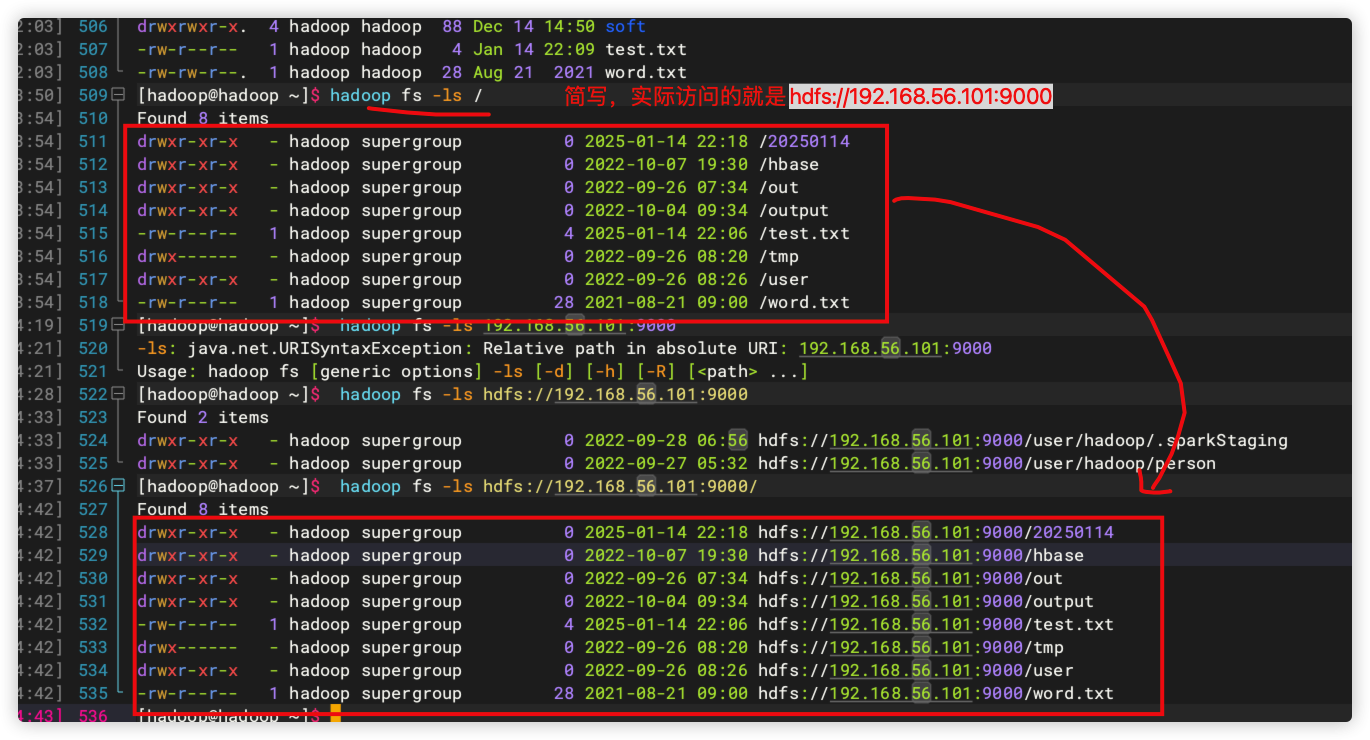 2:03] 506 drwxrwxr-x. 4 hadoop hadoop 88 Dec 14 14:50 soft
2:03] 507 -rw-r--r-- 1 hadoop hadoop 4 Jan 14 22:09 test.txt
2:03] 508 -rw-rw-r--. 1 hadoop hadoop 28 Aug 21 2021 word.txt
3:50] 509 [hadoop@hadoop ~]$ hadoop fs -ls / 简写，实际访问的就是hdfs://192.168.56.101:9000
3:54] 510 Found 8 items
3:54] 511 drwxr-xr-x - hadoop supergroup 0 2025-01-14 22:18 /20250114
3:54] 512 drwxr-xr-x - hadoop supergroup 0 2022-10-07 19:30 /hbase
3:54] 513 drwxr-xr-x - hadoop supergroup 0 2022-09-26 07:34 /out
3:54] 514 drwxr-xr-x - hadoop supergroup 0 2022-10-04 09:34 /output
3:54] 515 -rw-r--r-- 1 hadoop supergroup 4 2025-01-14 22:06 /test.txt
3:54] 516 drwx------ - hadoop supergroup 0 2022-09-26 08:20 /tmp
3:54] 517 drwxr-xr-x - hadoop supergroup 0 2022-09-26 08:26 /user
3:54] 518 -rw-r--r-- 1 hadoop supergroup 28 2021-08-21 09:00 /word.txt
4:19] 519 [hadoop@hadoop ~]$ hadoop fs -ls 192.168.56.101:9000
4:21] 520 -ls: java.net.URISyntaxException: Relative path in absolute URI: 192.168.56.101:9000
4:21] 521 Usage: hadoop fs [generic options] -ls [-d] [-h] [-R] [<path> ...]
4:28] 522 [hadoop@hadoop ~]$ hadoop fs -ls hdfs://192.168.56.101:9000
4:33] 523 Found 2 items
4:33] 524 drwxr-xr-x - hadoop supergroup 0 2022-09-28 06:56 hdfs://192.168.56.101:9000/user/hadoop/.sparkStaging
4:33] 525 drwxr-xr-x - hadoop supergroup 0 2022-09-27 05:32 hdfs://192.168.56.101:9000/user/hadoop/person
4:37] 526 [hadoop@hadoop ~]$ hadoop fs -ls hdfs://192.168.56.101:9000/
4:42] 527 Found 8 items
4:42] 528 drwxr-xr-x - hadoop supergroup 0 2025-01-14 22:18 hdfs://192.168.56.101:9000/20250114
4:42] 529 drwxr-xr-x - hadoop supergroup 0 2022-10-07 19:30 hdfs://192.168.56.101:9000/hbase
4:42] 530 drwxr-xr-x - hadoop supergroup 0 2022-09-26 07:34 hdfs://192.168.56.101:9000/out
4:42] 531 drwxr-xr-x - hadoop supergroup 0 2022-10-04 09:34 hdfs://192.168.56.101:9000/output
4:42] 532 -rw-r--r-- 1 hadoop supergroup 4 2025-01-14 22:06 hdfs://192.168.56.101:9000/test.txt
4:42] 533 drwx------ - hadoop supergroup 0 2022-09-26 08:20 hdfs://192.168.56.101:9000/tmp
4:42] 534 drwxr-xr-x - hadoop supergroup 0 2022-09-26 08:26 hdfs://192.168.56.101:9000/user
4:42] 535 -rw-r--r-- 1 hadoop supergroup 28 2021-08-21 09:00 hdfs://192.168.56.101:9000/word.txt
4:43] 536 [hadoop@hadoop ~]$